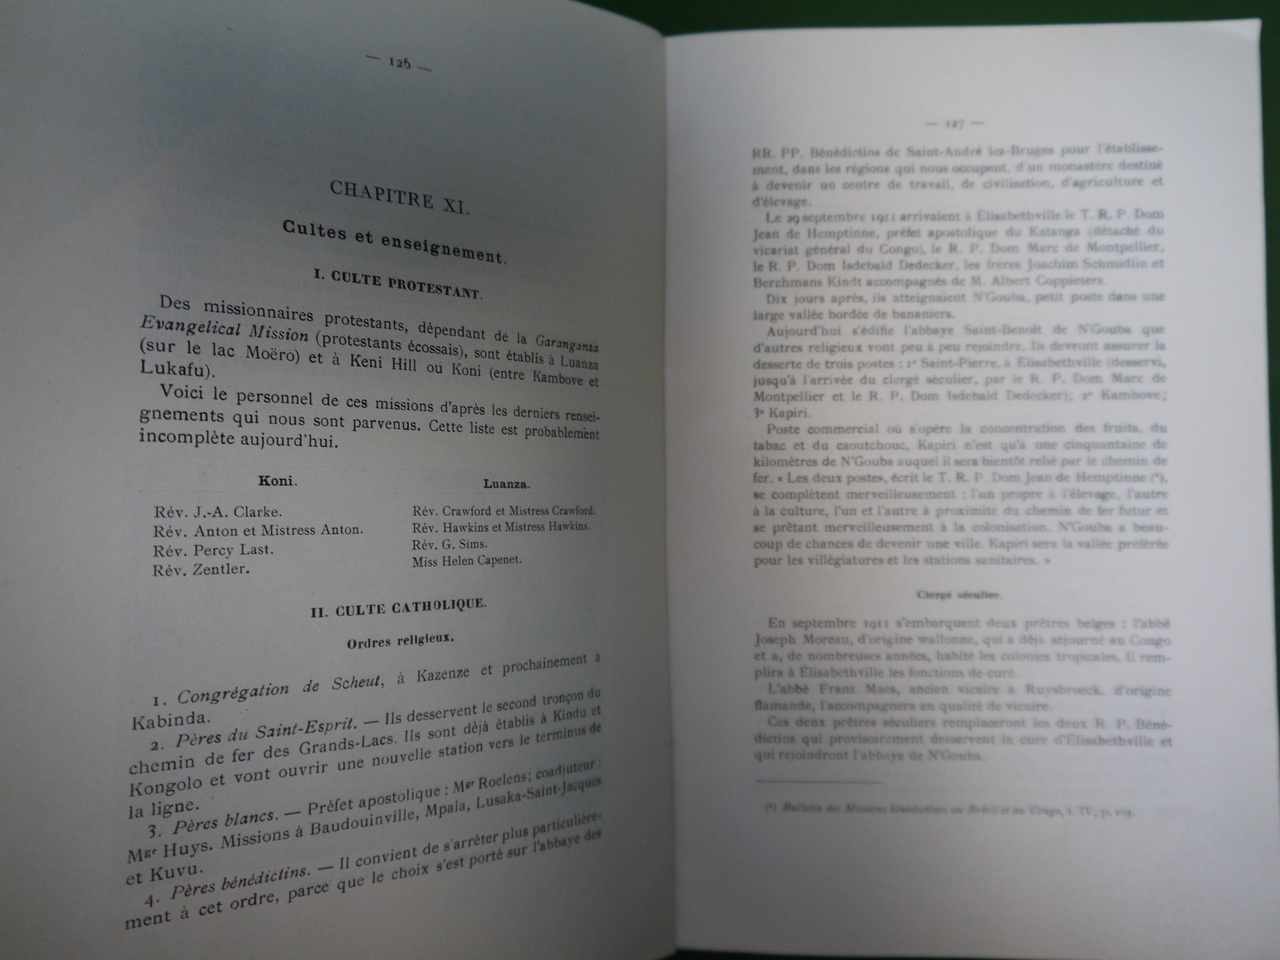 — 126 —
CHAPITRE XI.
Cultes et enseignement.
I. CULTE PROTESTANT.
Des missionnaires protestants, dépendant de la Garanganza
Evangelical Mission (protestants écossais), sont établis à Luanza
(sur le lac Moëro) et à Keni Hill ou Koni (entre Kambove et
Lukafu).
Voici le personnel de ces missions d'après les derniers rensei-
gnements qui nous sont parvenus. Cette liste est probablement
incomplète aujourd'hui.
Koni.
Rév. J.-A. Clarke.
Rév. Anton et Mistress Anton.
Rév. Percy Last.
Rév. Zentler.
Luanza.
Rév. Crawford et Mistress Crawford.
Rév. Hawkins et Mistress Hawkins.
Rév. G. Sims.
Miss Helen Capenet.
II. CULTE CATHOLIQUE.
Ordres religieux.
1. Congrégation de Scheut, à Kazenze et prochainement à
Kabinda.
2. Pères du Saint-Esprit. — Ils desservent le second tronçon du
chemin de fer des Grands-Lacs. Ils sont déjà établis à Kindu et
Kongolo et vont ouvrir une nouvelle station vers le terminus de
la ligne.
3. Pères blancs. — Préfet apostolique : Mgr Roelens; coadjuteur :
Mgr Huys. Missions à Baudouinville, Mpala, Lusaka-Saint-Jacques
et Kuvu.
4. Pères bénédictins. — Il convient de s'arrêter plus particulière-
ment à cet ordre, parce que le choix s'est porté sur l'abbaye des
— 127 —
RR. PP. Bénédictins de Saint-André lez-Bruges pour l'établisse-
ment, dans les régions qui nous occupent, d'un monastère destiné
à devenir un centre de travail, de civilisation, d'agriculture et
d'élevage.
Le 29 septembre 1911 arrivaient à Élisabethville le T. R. P. Dom
Jean de Hemptinne, préfet apostolique du Katanga (détaché du
vicariat général du Congo), le R. P. Dom Marc de Montpellier,
le R. P. Dom Isdebald Dedecker, les frères Joachim Schmidlin et
Berchmans Kindt accompagnés de M. Albert Coppieters.
Dix jours après, ils atteignaient N'Gouba, petit poste dans une
large vallée bordée de bananiers.
Aujourd'hui s'édifie l'abbaye Saint-Benoît de N'Gouba que
d'autres religieux vont peu à peu rejoindre. Ils devront assurer la
desserte de trois postes : 1º Saint-Pierre, à Élisabethville (desservi,
jusqu'à l'arrivée du clergé séculier, par le R. P. Dom Marc de
Montpellier et le R. P. Dom Isdebald Dedecker); 2º Kambove;
3º Kapiri.
Poste commercial où s'opère la concentration des fruits, du
tabac et du caoutchouc, Kapiri n'est qu'à une cinquantaine de
kilomètres de N'Gouba auquel il sera bientôt relié par le chemin de
fer. « Les deux postes, écrit le T. R. P. Dom Jean de Hemptinne (¹),
se complètent merveilleusement : l'un propre à l'élevage, l'autre
à la culture, l'un et l'autre à proximité du chemin de fer futur et
se prêtant merveilleusement à la colonisation. N'Gouba a beau-
coup de chances de devenir une ville. Kapiri sera la vallée préférée
pour les villégiatures et les stations sanitaires. »
Clergé séculier.
En septembre 1911 s'embarquent deux prêtres belges : l'abbé
Joseph Moreau, d'origine wallonne, qui a déjà séjourné au Congo
et a, de nombreuses années, habité les colonies tropicales. Il rem-
plira à Élisabethville les fonctions de curé.
L'abbé Franz Maes, ancien vicaire à Ruysbroeck, d'origine
flamande, l'accompagnera en qualité de vicaire.
Ces deux prêtres séculiers remplaceront les deux R. P. Béné-
dictins qui provisoirement desservent la cure d'Élisabethville et
qui rejoindront l'abbaye de N'Gouba.
(¹) Bulletin des Missions bénédictines au Brésil et au Congo, t. IV, p. 103.